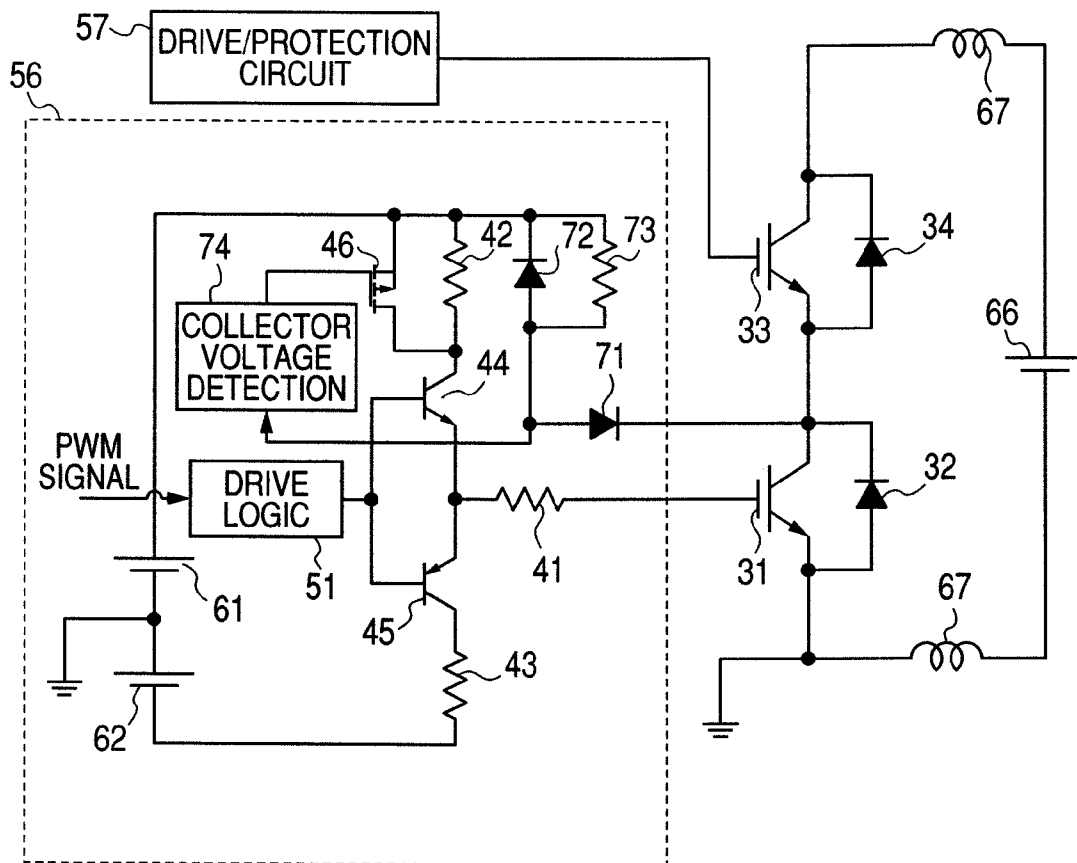 57
DRIVE/PROTECTION
CIRCUIT
67
56
74
46
42
72
73
34
33
66
COLLECTOR
VOLTAGE
DETECTION
44
71
PWM
SIGNAL
DRIVE
LOGIC
32
51
41
31
61
45
67
43
62